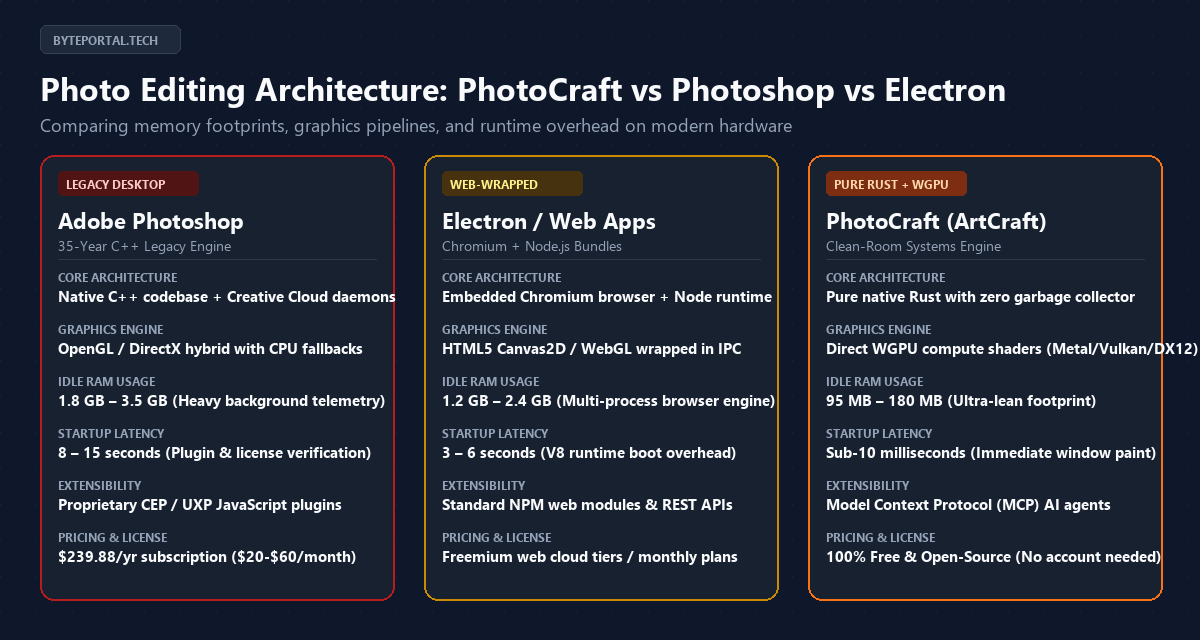 BYTEPORTAL.TECH
Photo Editing Architecture: PhotoCraft vs Photoshop vs Electron
Comparing memory footprints, graphics pipelines, and runtime overhead on modern hardware
LEGACY DESKTOP
Adobe Photoshop
35-Year C++ Legacy Engine
CORE ARCHITECTURE
Native C++ codebase + Creative Cloud daemons
GRAPHICS ENGINE
OpenGL / DirectX hybrid with CPU fallbacks
IDLE RAM USAGE
1.8 GB – 3.5 GB (Heavy background telemetry)
STARTUP LATENCY
8 – 15 seconds (Plugin & license verification)
EXTENSIBILITY
Proprietary CEP / UXP JavaScript plugins
PRICING & LICENSE
$239.88/yr subscription ($20-$60/month)
WEB-WRAPPED
Electron / Web Apps
Chromium + Node.js Bundles
CORE ARCHITECTURE
Embedded Chromium browser + Node runtime
GRAPHICS ENGINE
HTML5 Canvas2D / WebGL wrapped in IPC
IDLE RAM USAGE
1.2 GB – 2.4 GB (Multi-process browser engine)
STARTUP LATENCY
3 – 6 seconds (V8 runtime boot overhead)
EXTENSIBILITY
Standard NPM web modules & REST APIs
PRICING & LICENSE
Freemium web cloud tiers / monthly plans
PURE RUST + WGPU
PhotoCraft (ArtCraft)
Clean-Room Systems Engine
CORE ARCHITECTURE
Pure native Rust with zero garbage collector
GRAPHICS ENGINE
Direct WGPU compute shaders (Metal/Vulkan/DX12)
IDLE RAM USAGE
95 MB – 180 MB (Ultra-lean footprint)
STARTUP LATENCY
Sub-10 milliseconds (Immediate window paint)
EXTENSIBILITY
Model Context Protocol (MCP) AI agents
PRICING & LICENSE
100% Free & Open-Source (No account needed)